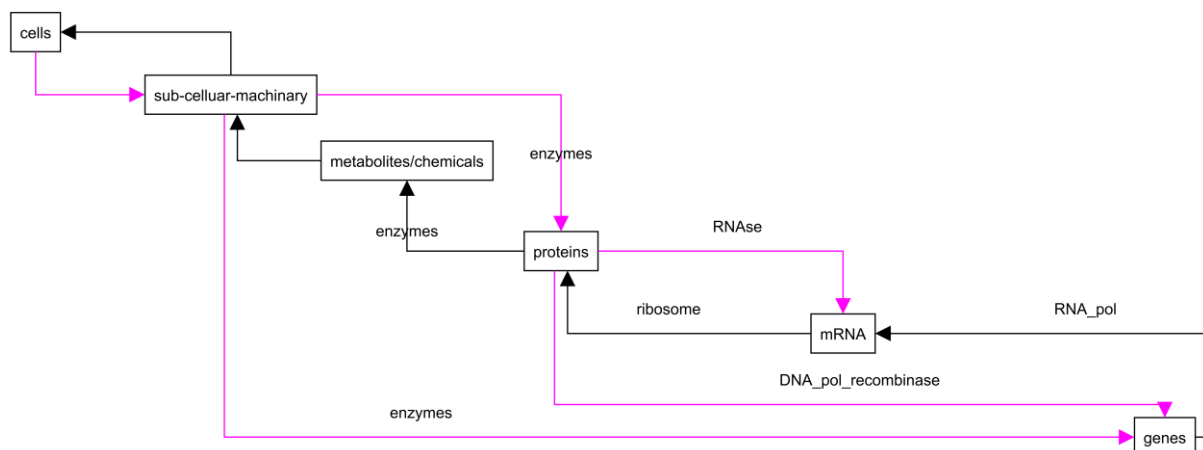 cells
sub-celluar-machinary
metabolites/chemicals
enzymes
enzymes
proteins
RNAse
ribosome
mRNA
RNA_pol
DNA_pol_recombinase
enzymes
genes